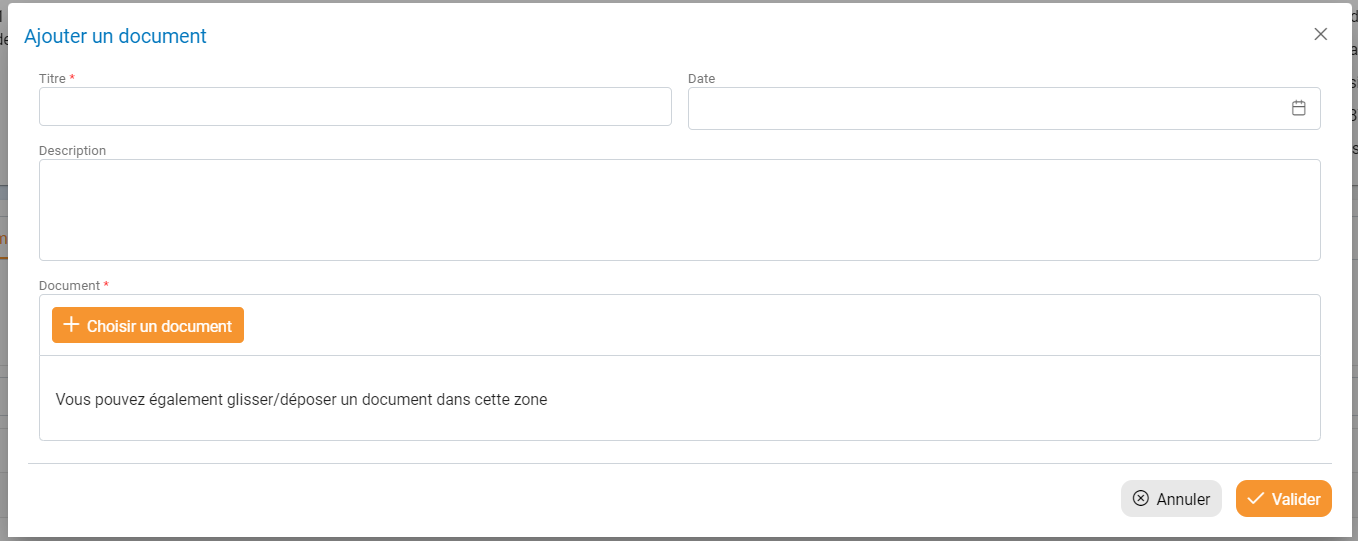 Ajouter un document
Titre *
Date
Description
Document *
Choisir un document
Vous pouvez également glisser/déposer un document dans cette zone
Annuler
Valider